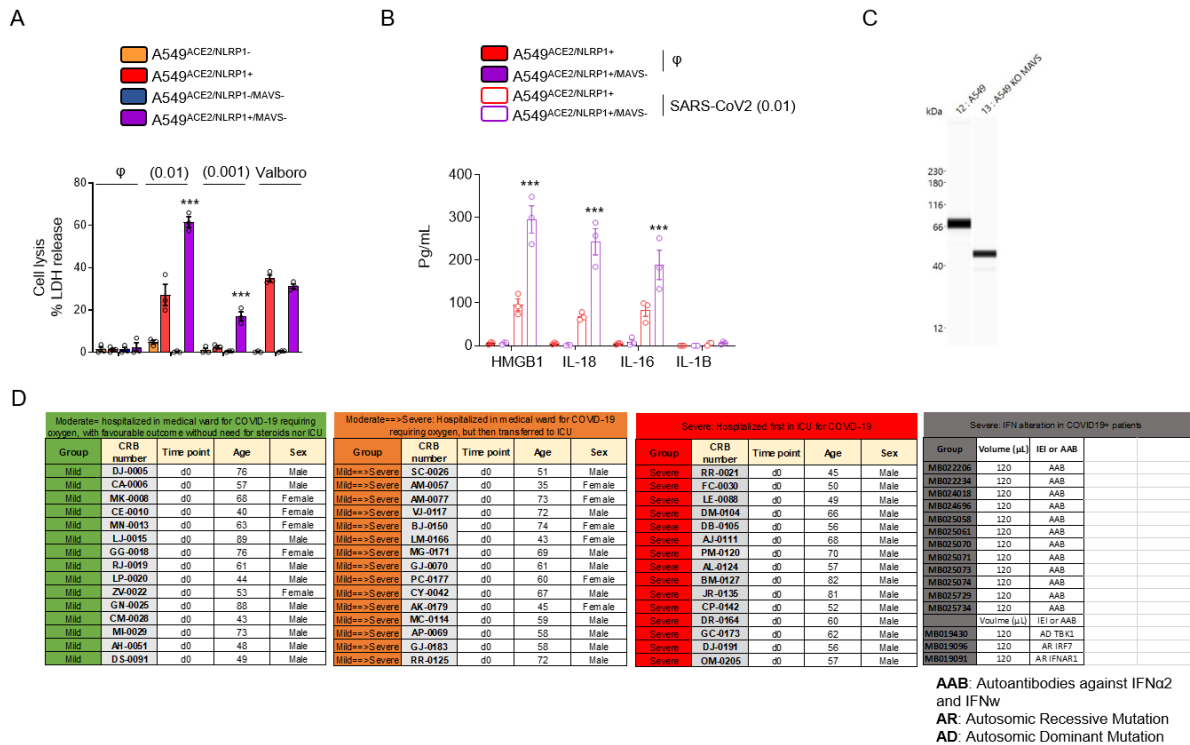 A
A549ACE2/NLRP1-
A549ACE2/NLRP1+
A549ACE2/NLRP1-/MAVS-
A549ACE2/NLRP1+/MAVS-
φ (0.01) (0.001) Valboro
*** ***
Cell lysis
% LDH release
80
60
40
20
0
B
A549ACE2/NLRP1+
A549ACE2/NLRP1+/MAVS-
φ
A549ACE2/NLRP1+
A549ACE2/NLRP1+/MAVS-
SARS-CoV2 (0.01)
Pg/mL
400
300
200
100
0
*** *** ***
HMGB1 IL-18 IL-16 IL-1B
C
12 : A549
13 : A549 KO MAVS
kDa
230
180
116
66
40
12
D
Moderate= hospitalized in medical ward for COVID-19 requiring
oxygen, with favourable outcome withoud need for steroids nor ICU
Group CRB number Time point Age Sex
Mild DJ-0005 d0 76 Male
Mild CA-0006 d0 57 Male
Mild MK-0008 d0 68 Female
Mild CE-0010 d0 40 Female
Mild MN-0013 d0 63 Female
Mild LJ-0015 d0 89 Male
Mild GG-0018 d0 76 Female
Mild RJ-0019 d0 61 Male
Mild LP-0020 d0 44 Male
Mild ZV-0022 d0 53 Female
Mild GN-0025 d0 88 Male
Mild CM-0028 d0 43 Male
Mild MI-0029 d0 73 Male
Mild AH-0051 d0 48 Male
Mild DS-0091 d0 49 Male
Moderate==>Severe: Hospitalized in medical ward for COVID-19
requiring oxygen, but then transferred to ICU
Group CRB number Time point Age Sex
Mild==>Severe SC-0026 d0 51 Male
Mild==>Severe AM-0057 d0 35 Female
Mild==>Severe AM-0077 d0 73 Female
Mild==>Severe VJ-0117 d0 72 Male
Mild==>Severe BJ-0150 d0 74 Female
Mild==>Severe LM-0166 d0 43 Female
Mild==>Severe MG-0171 d0 69 Male
Mild==>Severe GJ-0070 d0 61 Male
Mild==>Severe PC-0177 d0 60 Female
Mild==>Severe CY-0042 d0 67 Male
Mild==>Severe AK-0179 d0 45 Female
Mild==>Severe MC-0114 d0 59 Male
Mild==>Severe AP-0069 d0 58 Male
Mild==>Severe GJ-0183 d0 58 Male
Mild==>Severe RR-0125 d0 72 Male
Severe: Hospitalized first in ICU for COVID-19
Group CRB number Time point Age Sex
Severe RR-0021 d0 45 Male
Severe FC-0030 d0 50 Male
Severe LE-0088 d0 49 Male
Severe DM-0104 d0 66 Male
Severe DB-0105 d0 56 Male
Severe AJ-0111 d0 68 Male
Severe PM-0120 d0 70 Male
Severe AL-0124 d0 57 Male
Severe BM-0127 d0 82 Male
Severe JR-0135 d0 81 Male
Severe CP-0142 d0 52 Male
Severe DR-0164 d0 60 Male
Severe GC-0173 d0 62 Male
Severe DJ-0191 d0 56 Male
Severe OM-0205 d0 57 Male
Severe: IFN alteration in COVID19+ patients
Group Volume (µL) IEI or AAB
MB022206 120 AAB
MB022234 120 AAB
MB024018 120 AAB
MB024696 120 AAB
MB025058 120 AAB
MB025061 120 AAB
MB025070 120 AAB
MB025071 120 AAB
MB025073 120 AAB
MB025074 120 AAB
MB025729 120 AAB
MB025734 120 AAB
Voulme (µL) IEI or AAB
MB019430 120 AD TBK1
MB019096 120 AR IRF7
MB019091 120 AR IFNAR1
AAB: Autoantibodies against IFNα2
and IFNw
AR: Autosomic Recessive Mutation
AD: Autosomic Dominant Mutation